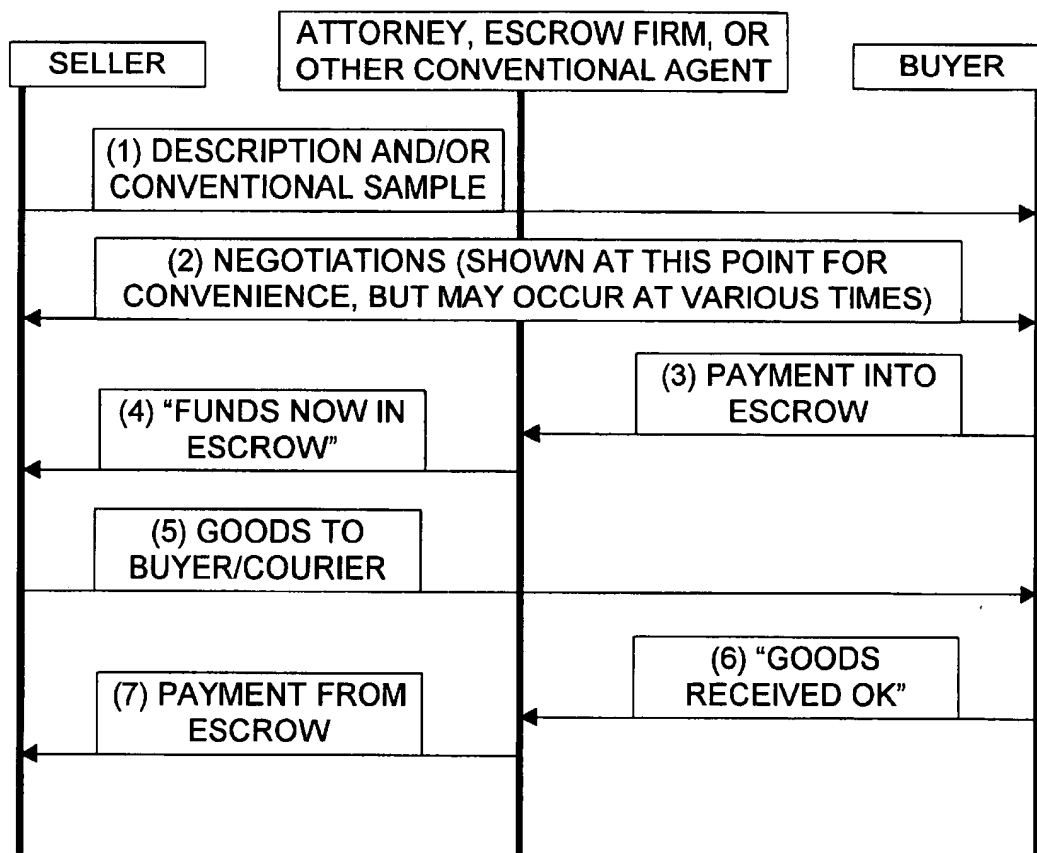 SELLER
ATTORNEY, ESCROW FIRM, OR
OTHER CONVENTIONAL AGENT
BUYER
(1) DESCRIPTION AND/OR
CONVENTIONAL SAMPLE
(2) NEGOTIATIONS (SHOWN AT THIS POINT FOR
CONVENIENCE, BUT MAY OCCUR AT VARIOUS TIMES)
(3) PAYMENT INTO
ESCROW
(4) “FUNDS NOW IN
ESCROW”
(5) GOODS TO
BUYER/COURIER
(6) “GOODS
RECEIVED OK”
(7) PAYMENT FROM
ESCROW